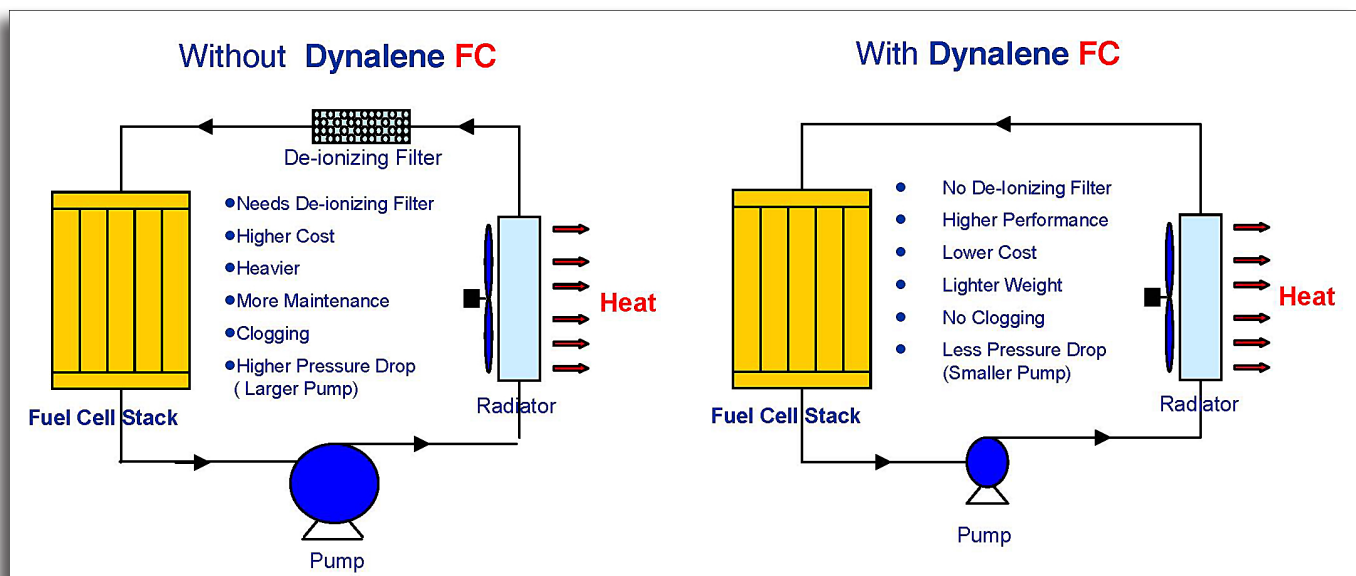 Without Dynalene FC
De-ionizing Filter
● Needs De-ionizing Filter
● Higher Cost
● Heavier
● More Maintenance
● Clogging
● Higher Pressure Drop
( Larger Pump)
Heat
Radiator
Fuel Cell Stack
Pump
With Dynalene FC
● No De-Ionizing Filter
● Higher Performance
● Lower Cost
● Lighter Weight
● No Clogging
● Less Pressure Drop
(Smaller Pump)
Heat
Radiator
Fuel Cell Stack
Pump